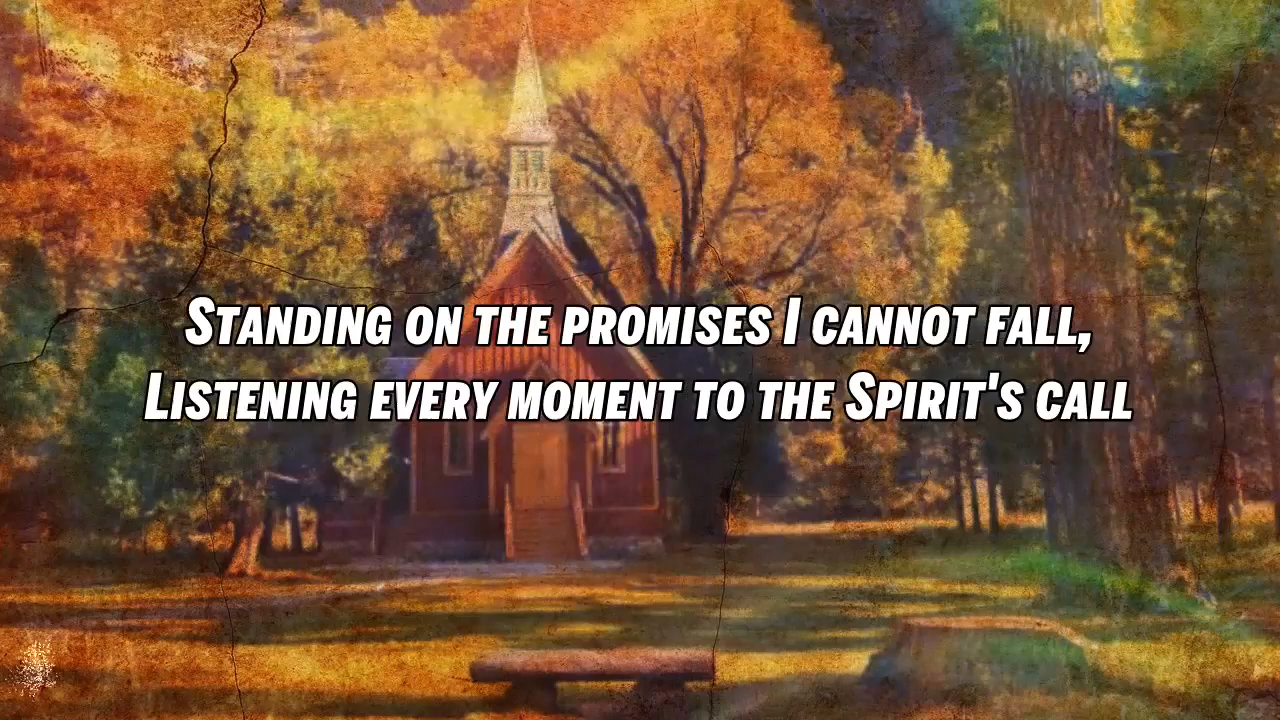 Standing on the promises I cannot fall,
Listening every moment to the Spirit's call